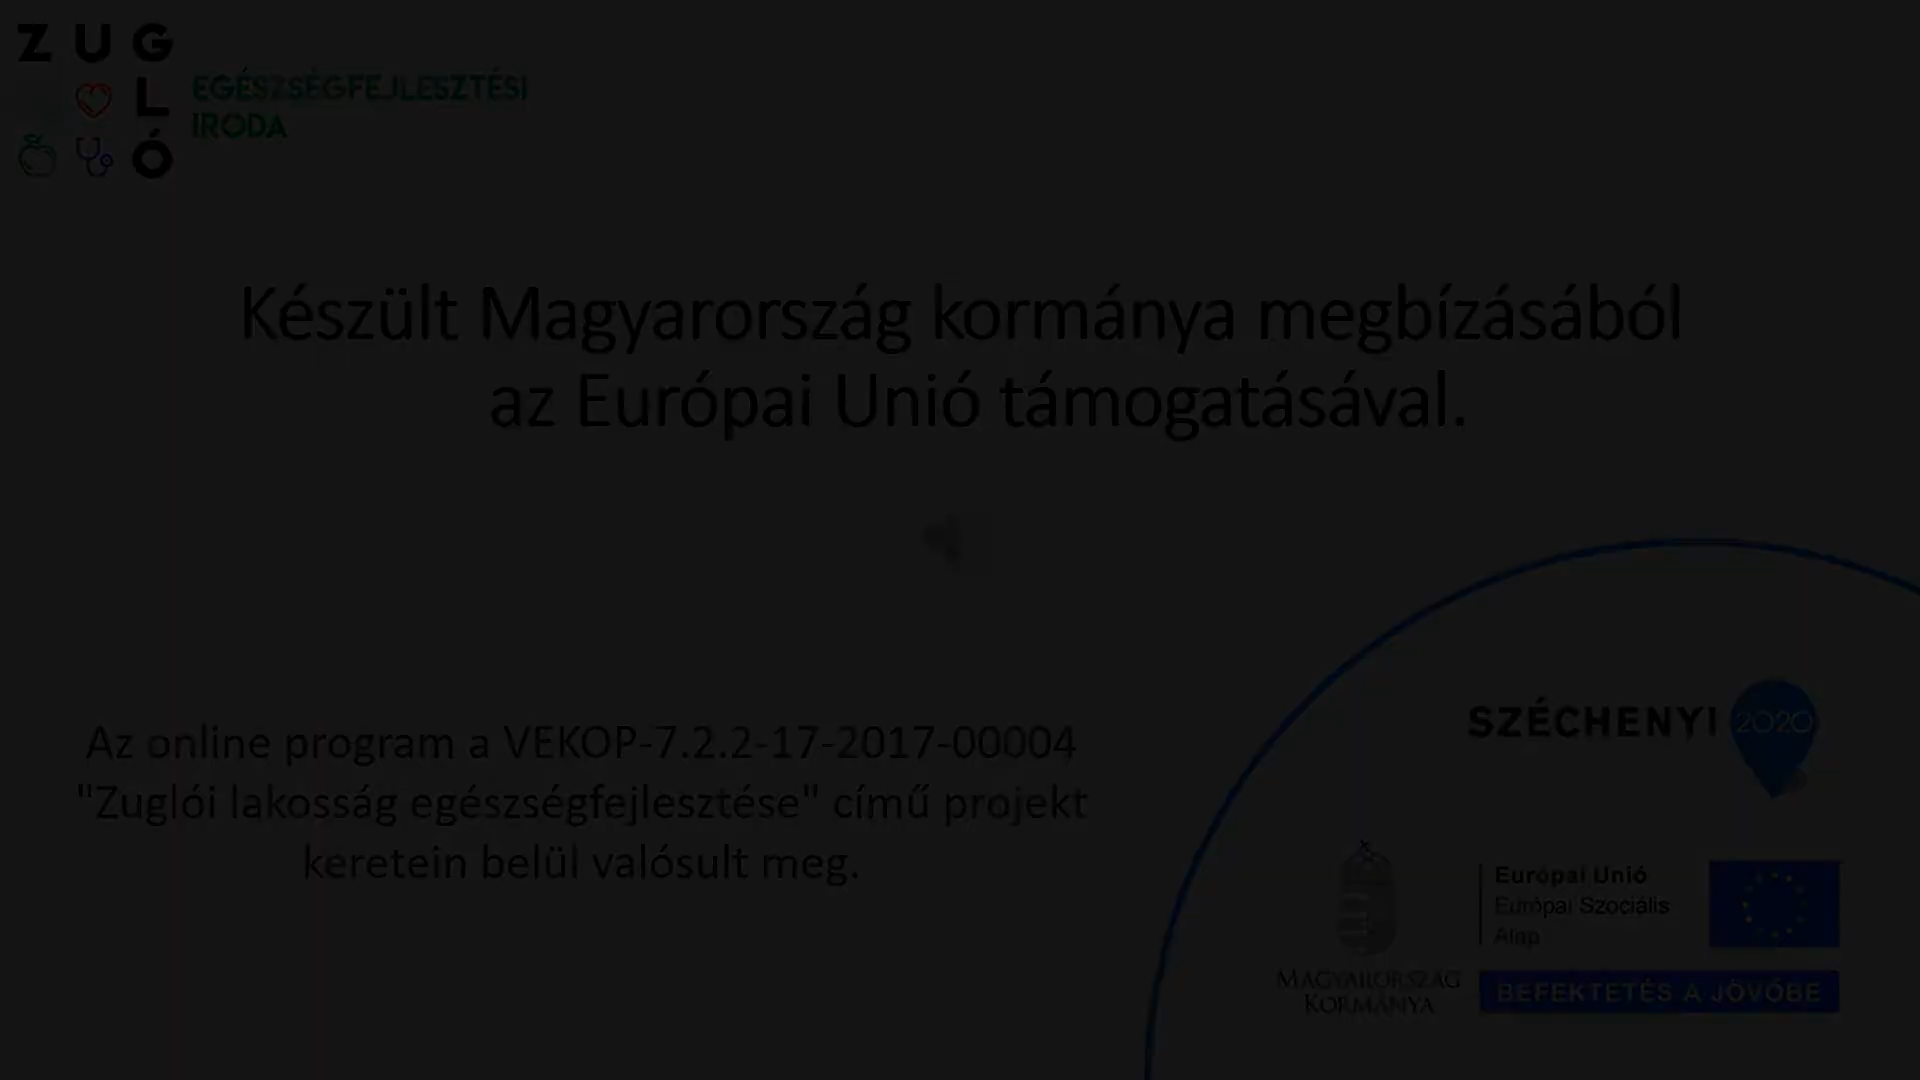 ZUGLÓ
EGÉSZSÉGFEJLESZTÉSI
IRODA
Készült Magyarország kormánya megbízásából
az Európai Unió támogatásával.
Az online program a VEKOP-7.2.2-17-2017-00004
"Zuglói lakosság egészségfejlesztése" című projekt
keretein belül valósult meg.
SZÉCHENYI 2020
Európai Unió
Európai Szociális
Alap
MAGYARORSZÁG
KORMÁNYA
BEFEKTETÉS A JÖVŐBE